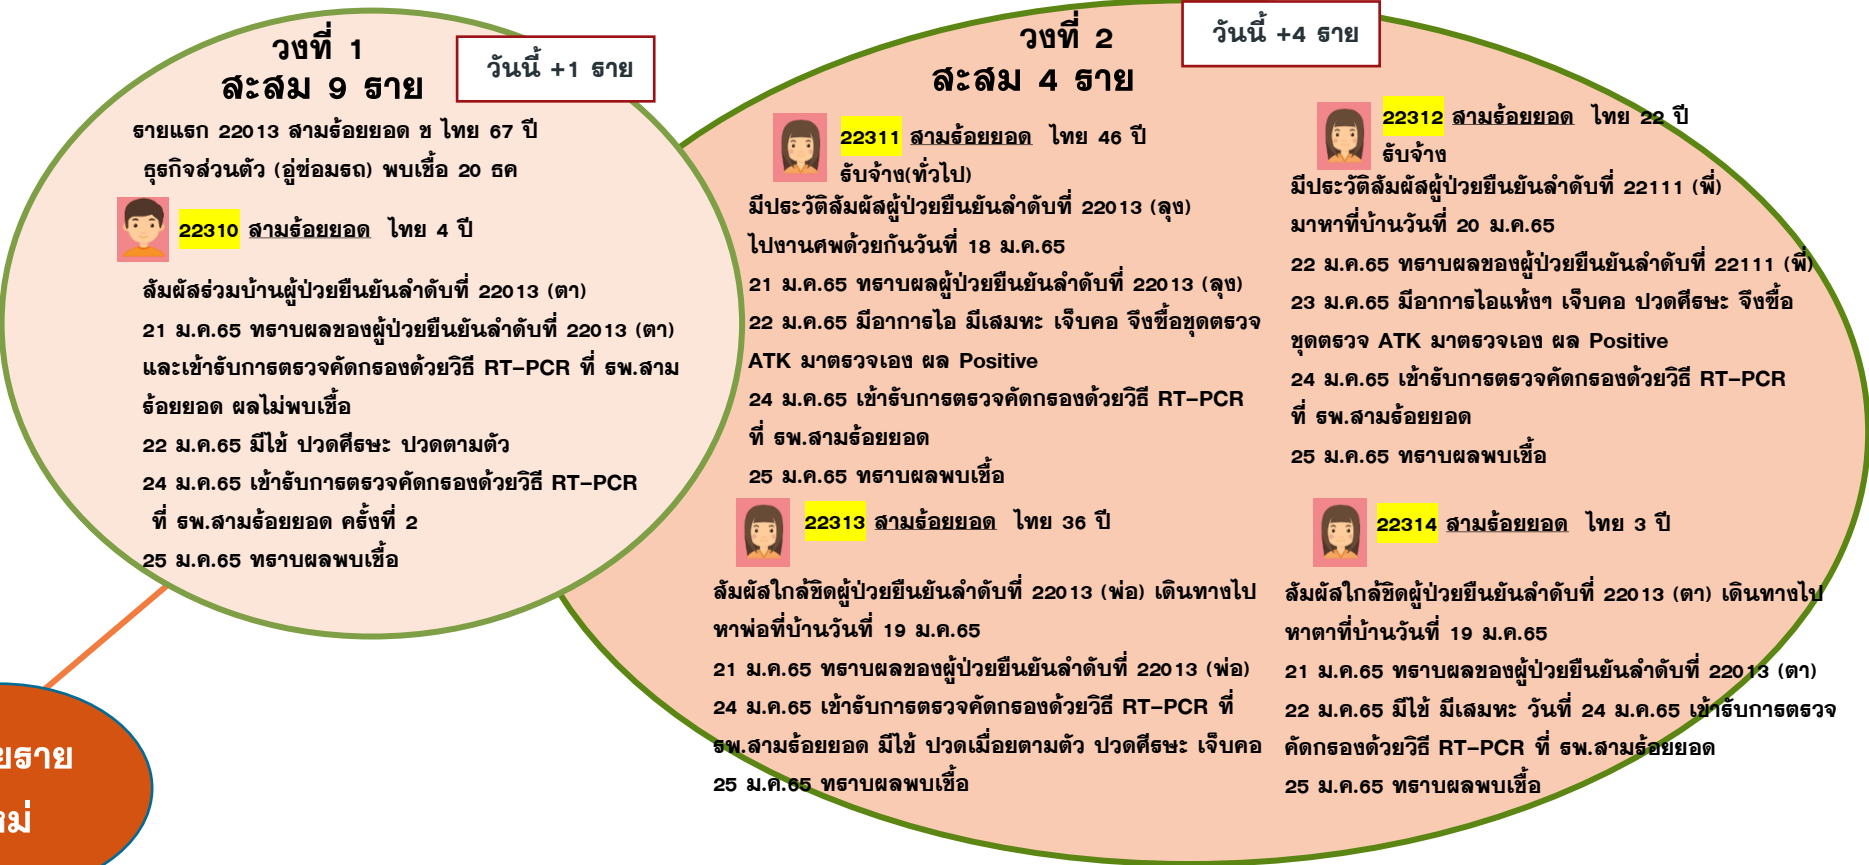 วงที่ 1
สะสม 9 ราย
วันนี้ +1 ราย
รายแรก 22013 สามร้อยยอด ช ไทย 67 ปี
ธุรกิจส่วนตัว (อู่ซ่อมรถ) พบเชื้อ 20 ธค
22310 สามร้อยยอด ไทย 4 ปี
สัมผัสร่วมบ้านผู้ป่วยยืนยันลำดับที่ 22013 (ตา)
21 ม.ค.65 ทราบผลของผู้ป่วยยืนยันลำดับที่ 22013 (ตา)
และเข้ารับการตรวจคัดกรองด้วยวิธี RT-PCR ที่ รพ.สาม
ร้อยยอด ผลไม่พบเชื้อ
22 ม.ค.65 มีไข้ ปวดศีรษะ ปวดตามตัว
24 ม.ค.65 เข้ารับการตรวจคัดกรองด้วยวิธี RT-PCR
ที่ รพ.สามร้อยยอด ครั้งที่ 2
25 ม.ค.65 ทราบผลพบเชื้อ
วงที่ 2
สะสม 4 ราย
วันนี้ +4 ราย
22311 สามร้อยยอด ไทย 46 ปี
รับจ้าง(ทั่วไป)
มีประวัติสัมผัสผู้ป่วยยืนยันลำดับที่ 22013 (ลุง)
ไปงานศพด้วยกันวันที่ 18 ม.ค.65
21 ม.ค.65 ทราบผลผู้ป่วยยืนยันลำดับที่ 22013 (ลุง)
22 ม.ค.65 มีอาการไอ มีเสมหะ เจ็บคอ จึงซื้อชุดตรวจ
ATK มาตรวจเอง ผล Positive
24 ม.ค.65 เข้ารับการตรวจคัดกรองด้วยวิธี RT-PCR
ที่ รพ.สามร้อยยอด
25 ม.ค.65 ทราบผลพบเชื้อ
22312 สามร้อยยอด ไทย 22 ปี
รับจ้าง
มีประวัติสัมผัสผู้ป่วยยืนยันลำดับที่ 22111 (พี่)
มาหาที่บ้านวันที่ 20 ม.ค.65
22 ม.ค.65 ทราบผลของผู้ป่วยยืนยันลำดับที่ 22111 (พี่)
23 ม.ค.65 มีอาการไอแห้งๆ เจ็บคอ ปวดศีรษะ จึงซื้อ
ชุดตรวจ ATK มาตรวจเอง ผล Positive
24 ม.ค.65 เข้ารับการตรวจคัดกรองด้วยวิธี RT-PCR
ที่ รพ.สามร้อยยอด
25 ม.ค.65 ทราบผลพบเชื้อ
22313 สามร้อยยอด ไทย 36 ปี
สัมผัสใกล้ชิดผู้ป่วยยืนยันลำดับที่ 22013 (พ่อ) เดินทางไป
หาพ่อที่บ้านวันที่ 19 ม.ค.65
21 ม.ค.65 ทราบผลของผู้ป่วยยืนยันลำดับที่ 22013 (พ่อ)
24 ม.ค.65 เข้ารับการตรวจคัดกรองด้วยวิธี RT-PCR ที่
รพ.สามร้อยยอด มีไข้ ปวดเมื่อยตามตัว ปวดศีรษะ เจ็บคอ
25 ม.ค.65 ทราบผลพบเชื้อ
22314 สามร้อยยอด ไทย 3 ปี
สัมผัสใกล้ชิดผู้ป่วยยืนยันลำดับที่ 22013 (ตา) เดินทางไป
หาตาที่บ้านวันที่ 19 ม.ค.65
21 ม.ค.65 ทราบผลของผู้ป่วยยืนยันลำดับที่ 22013 (ตา)
22 ม.ค.65 มีไข้ มีเสมหะ วันที่ 24 ม.ค.65 เข้ารับการตรวจ
คัดกรองด้วยวิธี RT-PCR ที่ รพ.สามร้อยยอด
25 ม.ค.65 ทราบผลพบเชื้อ
ราย